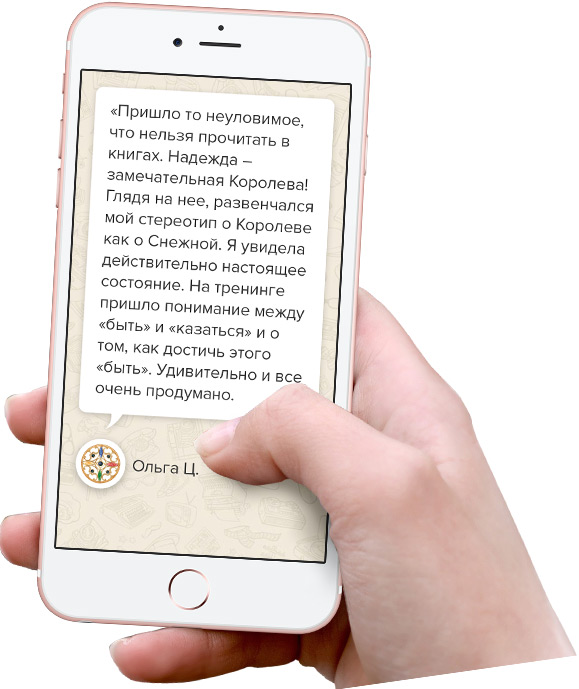 «Пришло то неуловимое,
что нельзя прочитать в
книгах. Надежда –
замечательная Королева!
Глядя на нее, развенчался
мой стереотип о Королеве
как о Снежной. Я увидела
действительно настоящее
состояние. На тренинге
пришло понимание между
«быть» и «казаться» и о
том, как достичь этого
«быть». Удивительно и все
очень продумано.
Ольга Ц.